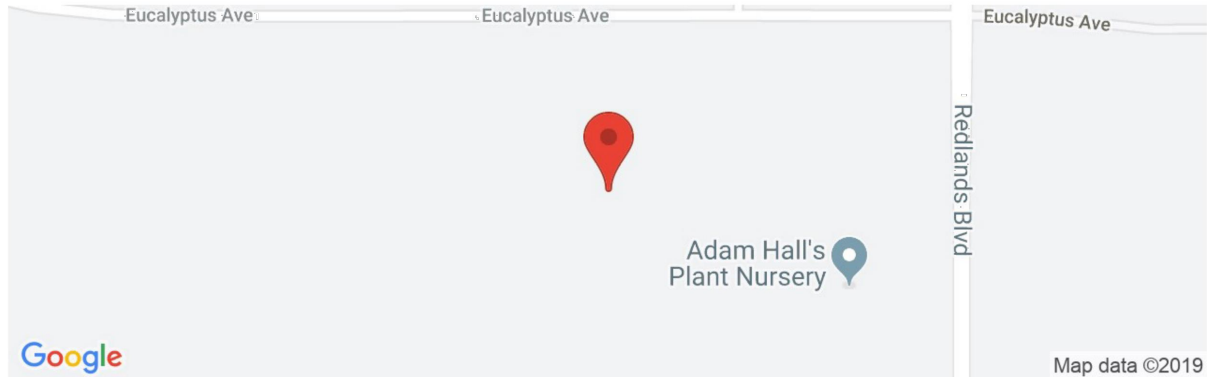 Eucalyptus Ave
Eucalyptus Ave
Eucalyptus Ave
Redlands Blvd
Adam Hall's
Plant Nursery
Google
Map data ©2019